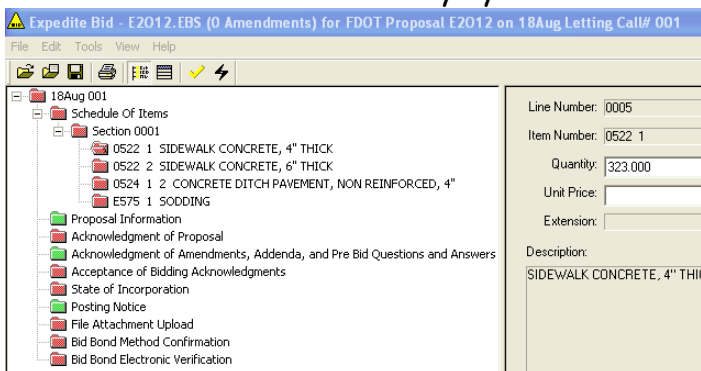 Expedite Bid - E2O12.EBS (0 Amendments) for FDOT Proposal E2O12 on 18Aug Letting Call# 001
File Edit Tools View Help
18Aug 001
Schedule Of Items
Section 0001
0522 1 SIDEWALK CONCRETE, 4" THICK
0522 2 SIDEWALK CONCRETE, 6" THICK
0524 1 2 CONCRETE DITCH PAVEMENT, NON REINFORCED, 4"
E575 1 SODDING
Proposal Information
Acknowledgment of Proposal
Acknowledgment of Amendments, Addenda, and Pre Bid Questions and Answers
Acceptance of Bidding Acknowledgments
State of Incorporation
Posting Notice
File Attachment Upload
Bid Bond Method Confirmation
Bid Bond Electronic Verification
Line Number: 0005
Item Number: 0522 1
Quantity: 323.000
Unit Price:
Extension:
Description:
SIDEWALK CONCRETE, 4" THI